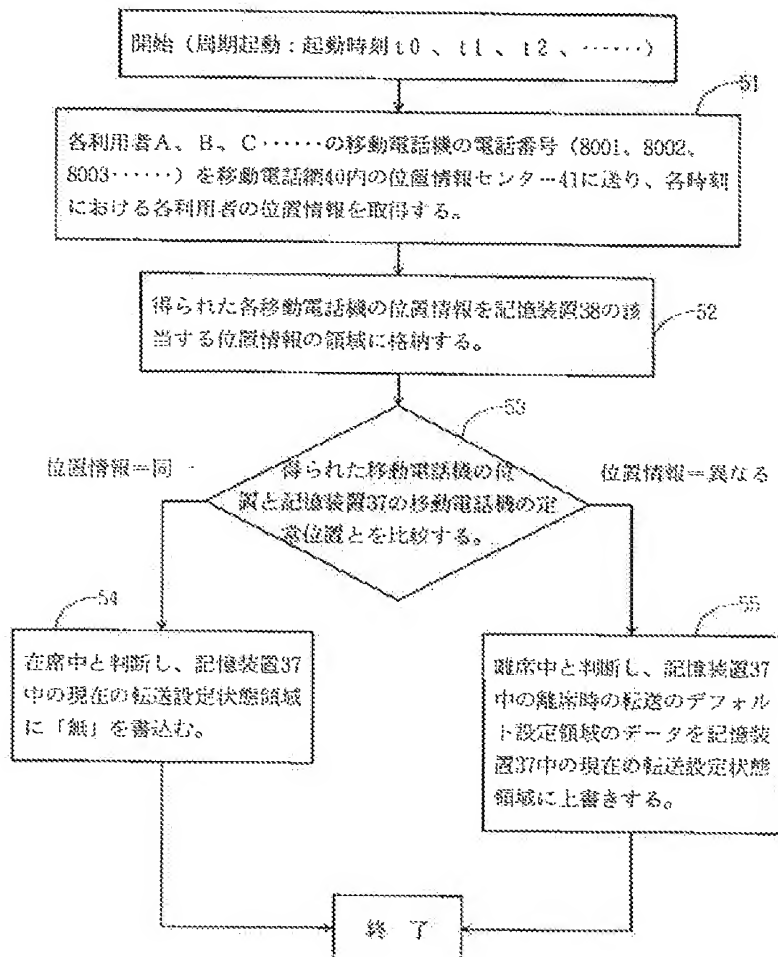 開始（周期起動：起動時刻t0、t1、t2、……）
51
各利用者A、B、C……の移動電話機の電話番号（8001、8002、
8003……）を移動電話網40内の位置情報センター41に送り、各時刻
における各利用者の位置情報を取得する。
得られた各移動電話機の位置情報を記憶装置38の該
当する位置情報の領域に格納する。
52
53
位置情報＝同一
得られた移動電話機の位
置と記憶装置37の移動電話機の定
常位置とを比較する。
位置情報＝異なる
54
在席中と判断し、記憶装置37
中の現在の転送設定状態領域
に「無」を書込む。
55
離席中と判断し、記憶装置37
中の離席時の転送のデフォル
ト設定領域のデータを記憶装
置37中の現在の転送設定状態
領域に上書きする。
終 了